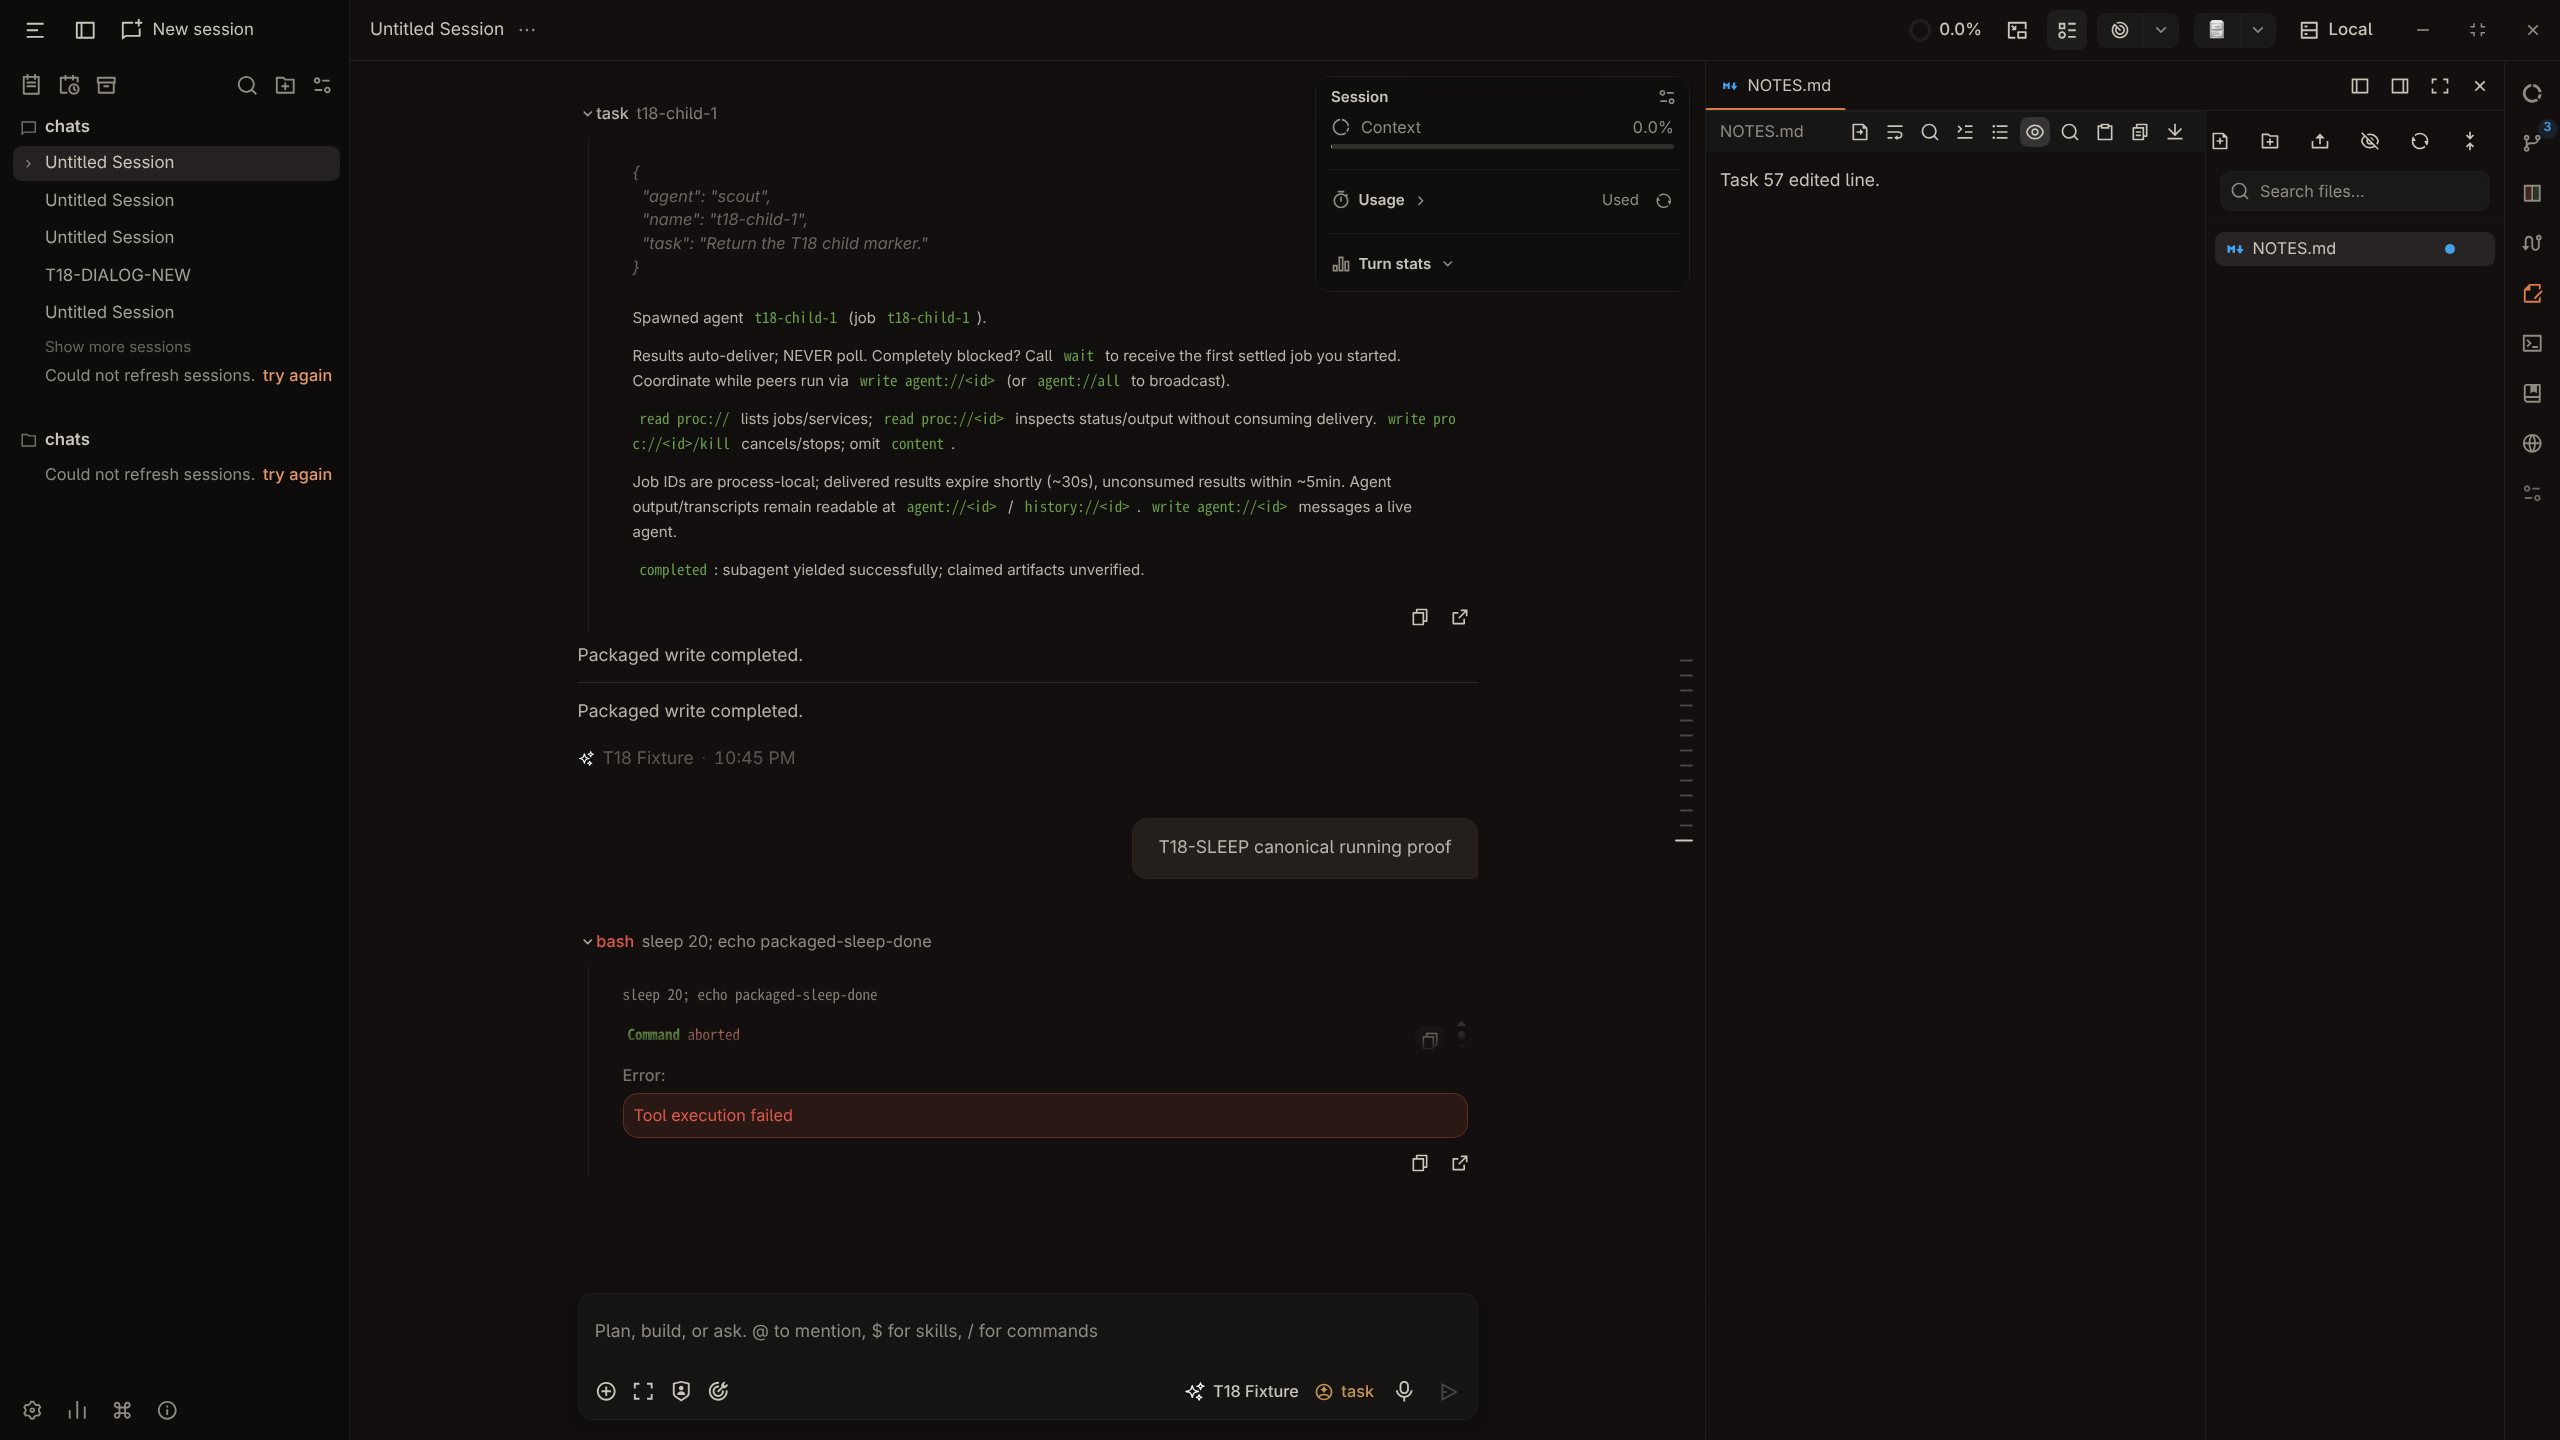 New session
chats
Untitled Session
Untitled Session
Untitled Session
T18-DIALOG-NEW
Untitled Session
Show more sessions
Could not refresh sessions. try again
chats
Could not refresh sessions. try again
Untitled Session ···
0.0%
Local
task t18-child-1
{
"agent": "scout",
"name": "t18-child-1",
"task": "Return the T18 child marker."
}
Spawned agent t18-child-1 (job t18-child-1 ).
Results auto-deliver; NEVER poll. Completely blocked? Call wait to receive the first settled job you started.
Coordinate while peers run via write agent://<id> (or agent://all to broadcast).
read proc:// lists jobs/services; read proc://<id> inspects status/output without consuming delivery. write pro
c://<id>/kill cancels/stops; omit content .
Job IDs are process-local; delivered results expire shortly (~30s), unconsumed results within ~5min. Agent
output/transcripts remain readable at agent://<id> / history://<id> . write agent://<id> messages a live
agent.
completed : subagent yielded successfully; claimed artifacts unverified.
Packaged write completed.
Packaged write completed.
T18 Fixture · 10:45 PM
T18-SLEEP canonical running proof
bash sleep 20; echo packaged-sleep-done
sleep 20; echo packaged-sleep-done
Command aborted
Error:
Tool execution failed
Plan, build, or ask. @ to mention, $ for skills, / for commands
T18 Fixture task
Session
Context 0.0%
Usage Used
Turn stats
NOTES.md
NOTES.md
Task 57 edited line.
Search files...
NOTES.md
3